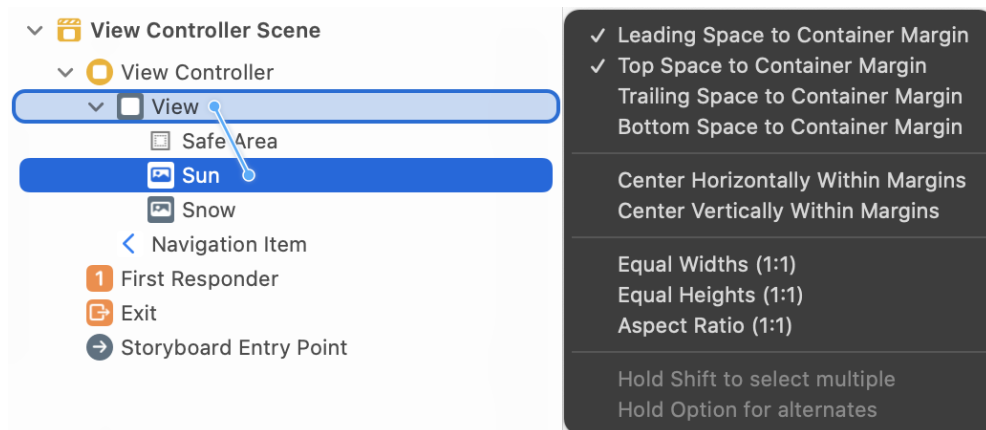 View Controller Scene
View Controller
View
Safe Area
Sun
Snow
Navigation Item
1 First Responder
Exit
Storyboard Entry Point
✓ Leading Space to Container Margin
✓ Top Space to Container Margin
Trailing Space to Container Margin
Bottom Space to Container Margin
Center Horizontally Within Margins
Center Vertically Within Margins
Equal Widths (1:1)
Equal Heights (1:1)
Aspect Ratio (1:1)
Hold Shift to select multiple
Hold Option for alternates